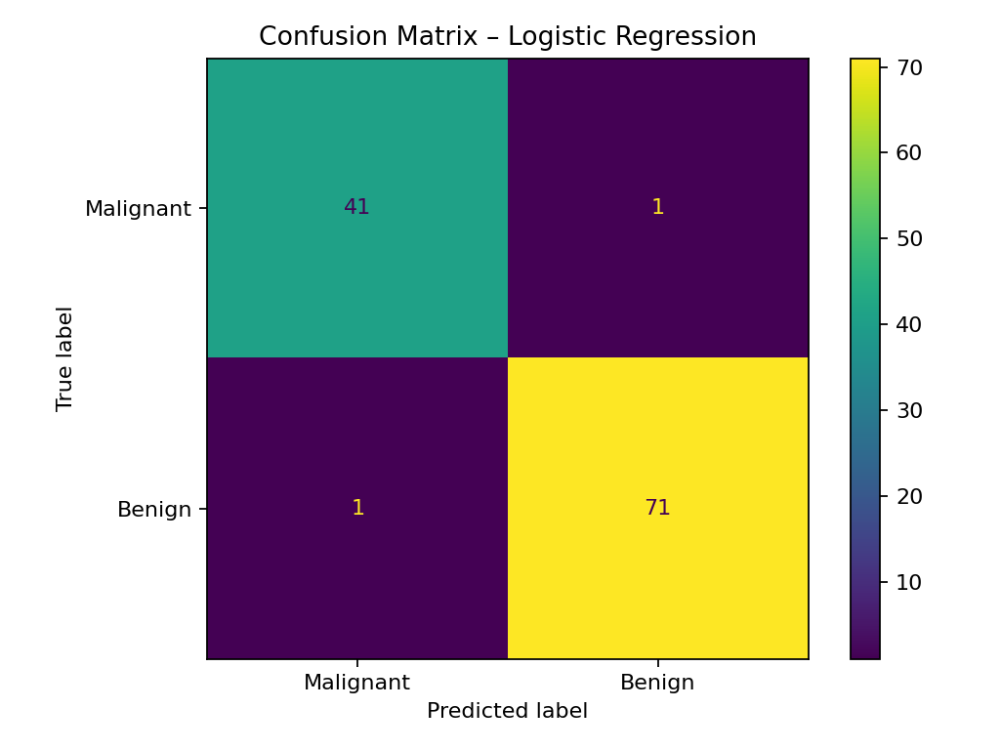 Confusion Matrix – Logistic Regression
True label
Malignant
Benign
41
1
1
71
Malignant
Benign
Predicted label
70
60
50
40
30
20
10